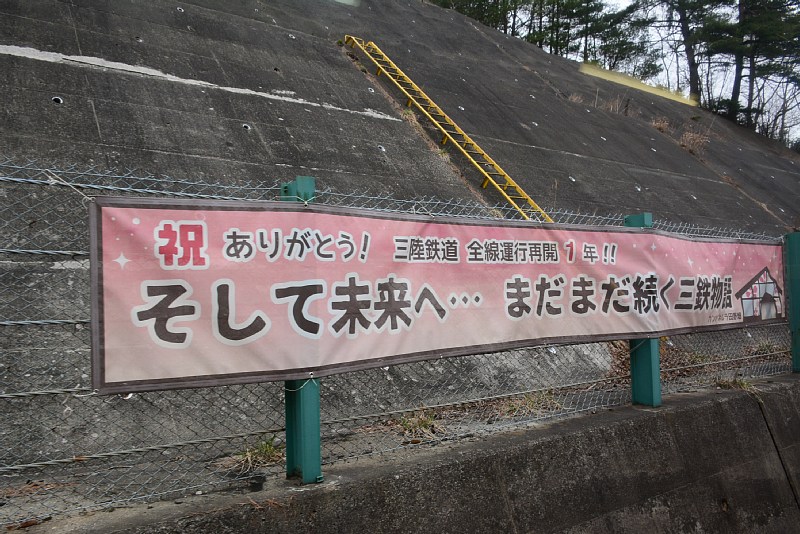 祝 ありがとう! 三陸鉄道 全線運行再開 1年!!
そして未来へ… まだまだ続く三鉄物語